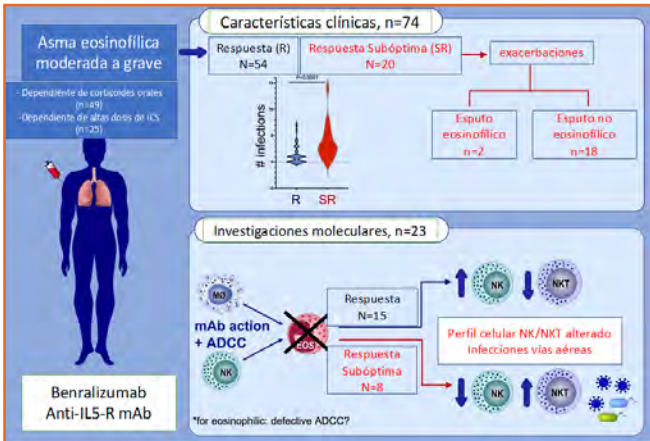 Características clínicas, n=74
Asma eosinofílica
moderada a grave
- Dependiente de corticoides orales
(n=49)
-Dependiente de altas dosis de ICS
(n=25)
Respuesta (R)
N=54
Respuesta Subóptima (SR)
N=20
exacerbaciones
Esputo
eosinofílico
n=2
Esputo no
eosinofílico
n=18
# infections
R
SR
Investigaciones moleculares, n=23
MØ
mAb action
+ ADCC
NK
EOS
Respuesta
N=15
Respuesta
Subóptima
N=8
NK
NKT
Perfil celular NK/NKT alterado
Infecciones vías aéreas
NK
NKT
*for eosinophilic: defective ADCC?
Benralizumab
Anti-IL5-R mAb